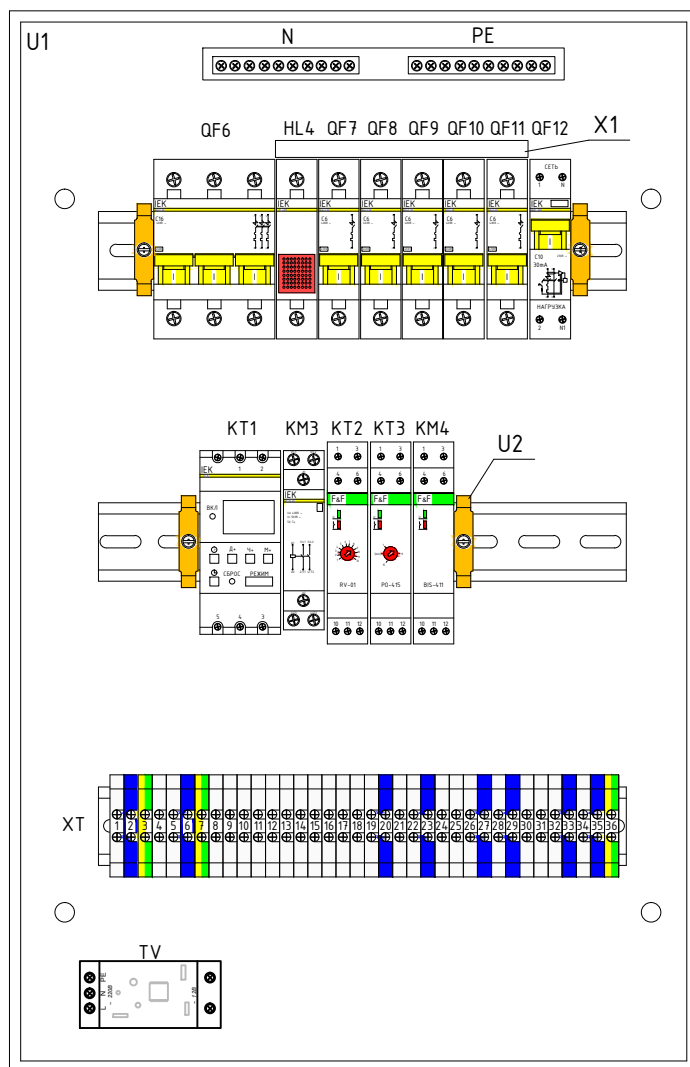 U1
N PE
QF6 HL4 QF7 QF8 QF9 QF10 QF11 QF12 X1
СЕТЬ
1 N
IEK IEK IEK IEK IEK IEK IEK IEK
C16 C6 C6 C6 C6 C6
C10
30mA
НАГРУЗКА
2 N1
KT1 KM3 KT2 KT3 KM4 U2
1 2 1 3 1 3 1 3
4 6 4 6 4 6
IEK IEK F&F F&F F&F
ВКЛ
Д+ Ч+ М+
СБРОС РЕЖИМ
RV-01 PO-415 BIS-411
5 4 3 10 11 12 10 11 12 10 11 12
XT 1 2 3 4 5 6 7 8 9 10 11 12 13 14 15 16 17 18 19 20 21 22 23 24 25 26 27 28 29 30 31 32 33 34 35 36
TV
L N PE
~ 220В
~ 12В